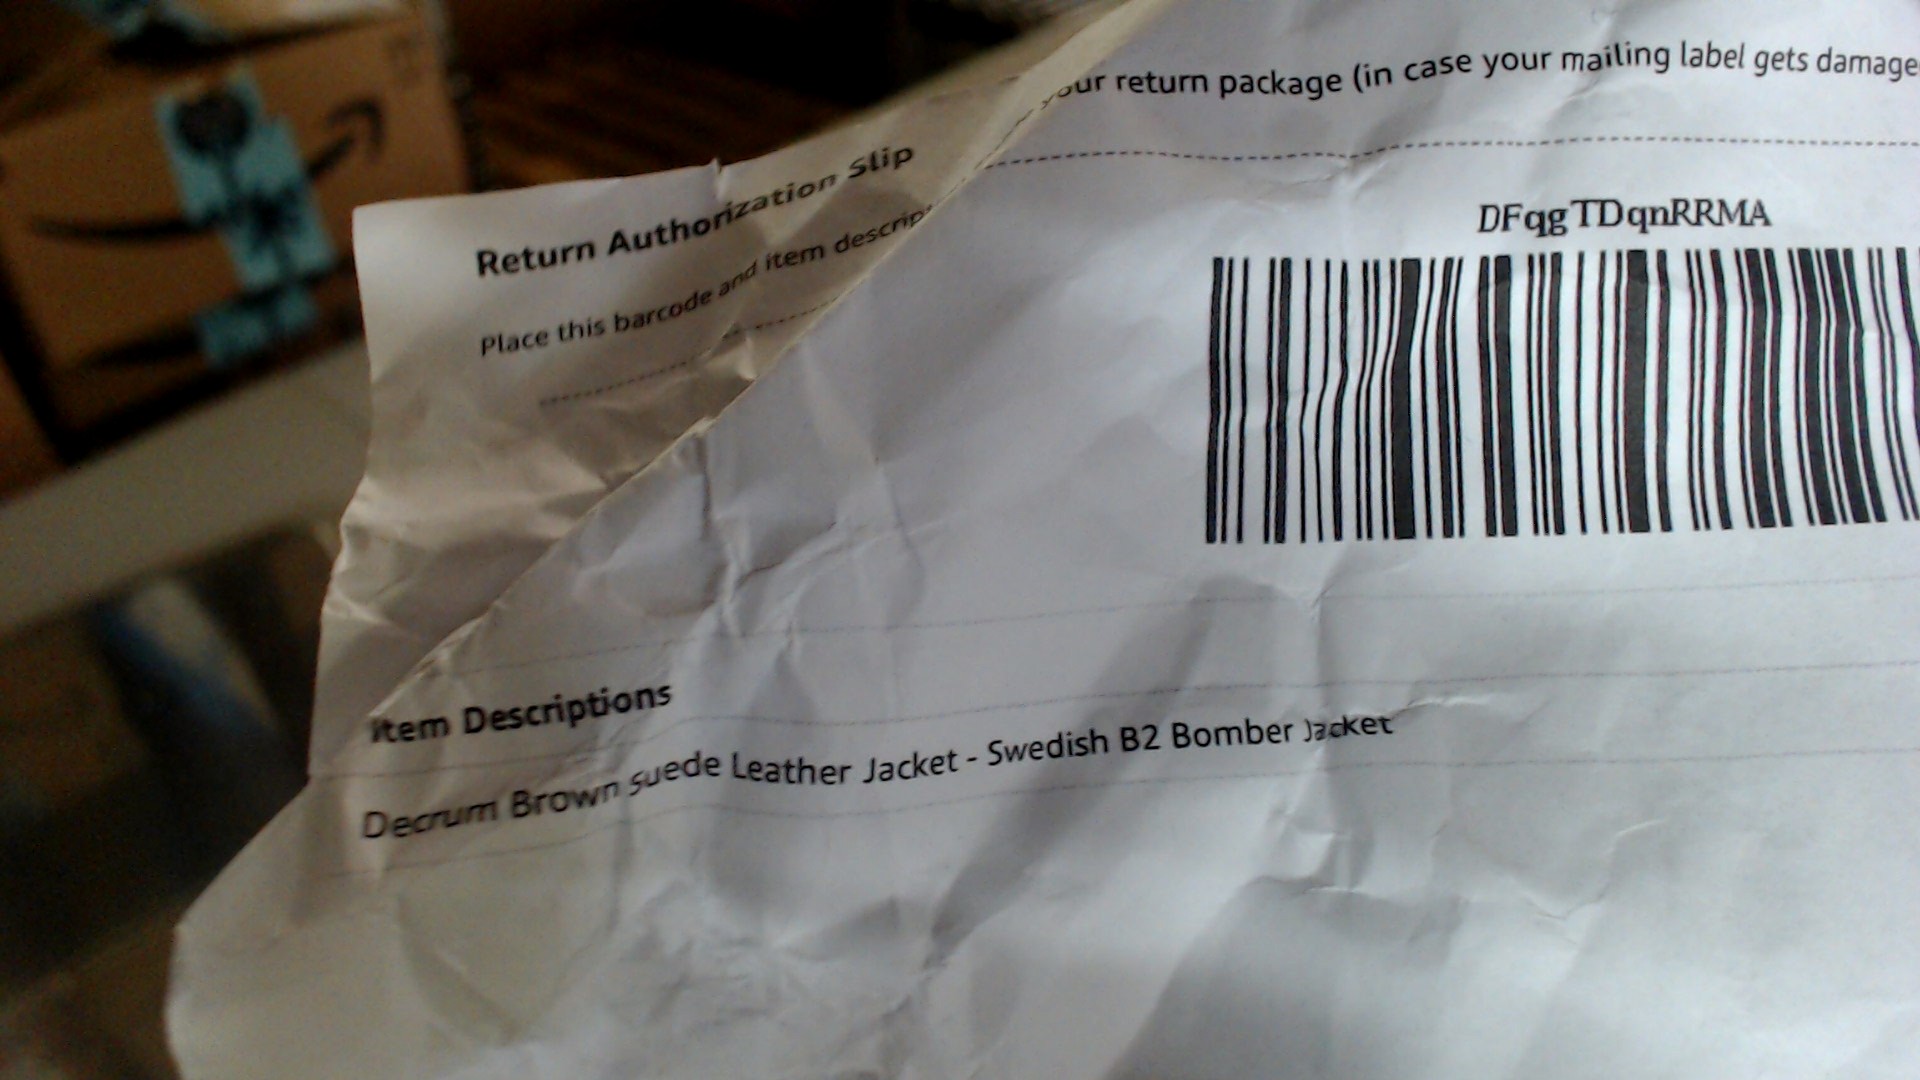 Return Authorization Slip
Place this barcode and item descrip
our return package (in case your mailing label gets damage
DFqgTDqnRRMA
Item Descriptions
Decrum Brown Suede Leather Jacket - Swedish B2 Bomber Jacket